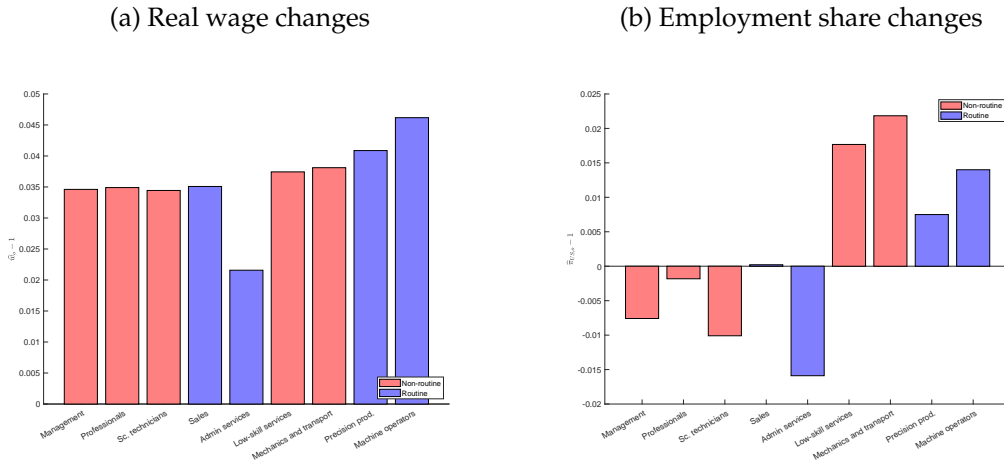 (a) Real wage changes
(b) Employment share changes
0.05
0.045
0.04
0.035
0.03
0.025
0.02
0.015
0.01
0.005
0
Non-routine
Routine
Management
Professionals
Sc. technicians
Sales
Admin services
Low-skill services
Mechanics and transport
Precision prod.
Machine operators
0.025
0.02
0.015
0.01
0.005
0
-0.005
-0.01
-0.015
-0.02
Non-routine
Routine
Management
Professionals
Sc. technicians
Sales
Admin services
Low-skill services
Mechanics and transport
Precision prod.
Machine operators